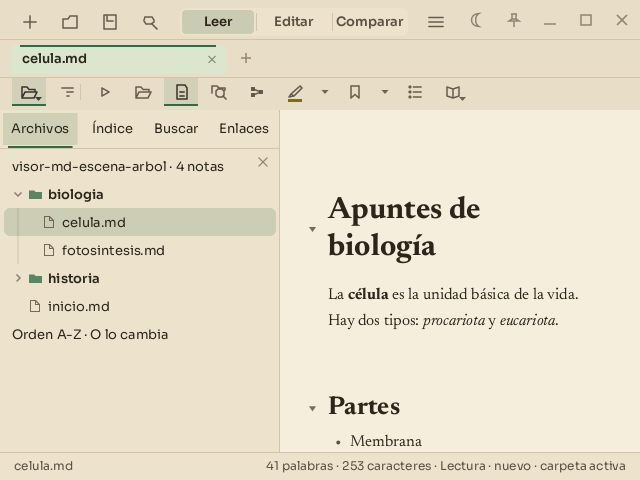 Leer
Editar
Comparar
celula.md
Archivos
Índice
Buscar
Enlaces
visor-md-escena-arbol · 4 notas
biologia
celula.md
fotosintesis.md
historia
inicio.md
Orden A-Z · O lo cambia
Apuntes de
biología
La célula es la unidad básica de la vida.
Hay dos tipos: procariota y eucariota.
Partes
• Membrana
celula.md
41 palabras · 253 caracteres · Lectura · nuevo · carpeta activa